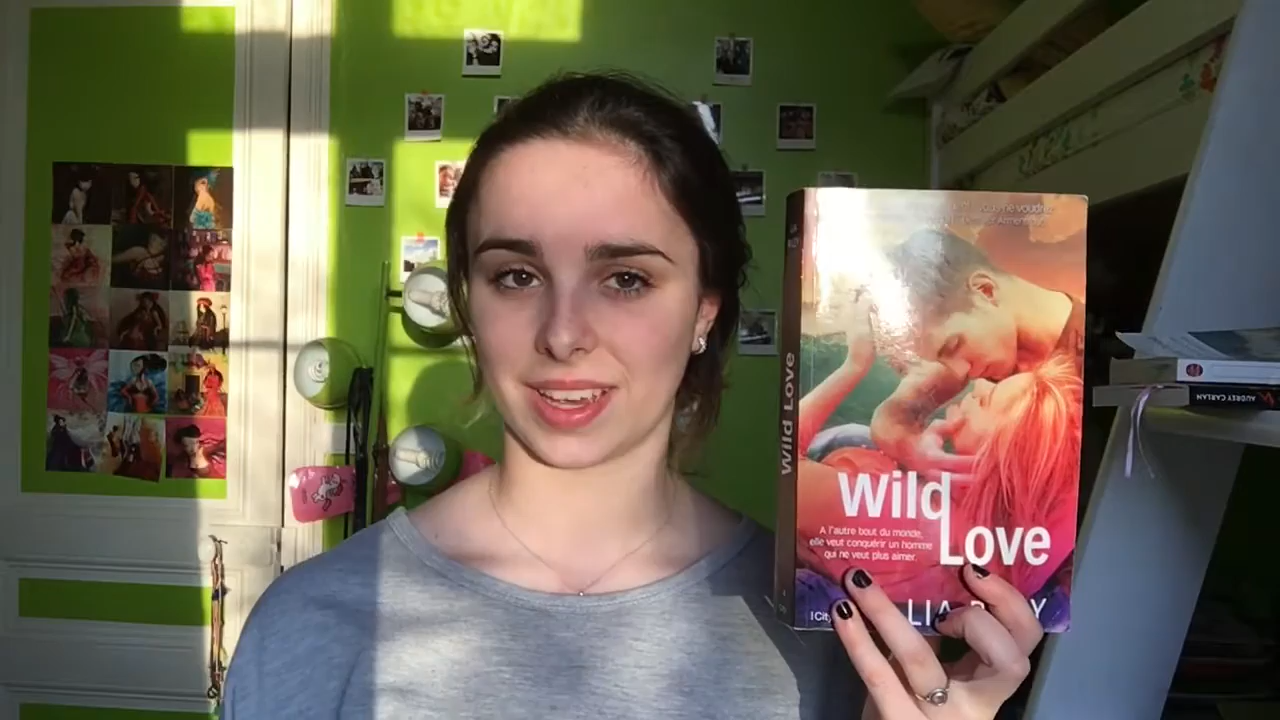 Wild Love
Wild
Love
A l'autre bout du monde,
elle veut conquérir un homme
qui ne veut plus aimer.
AUDREY CARLAN